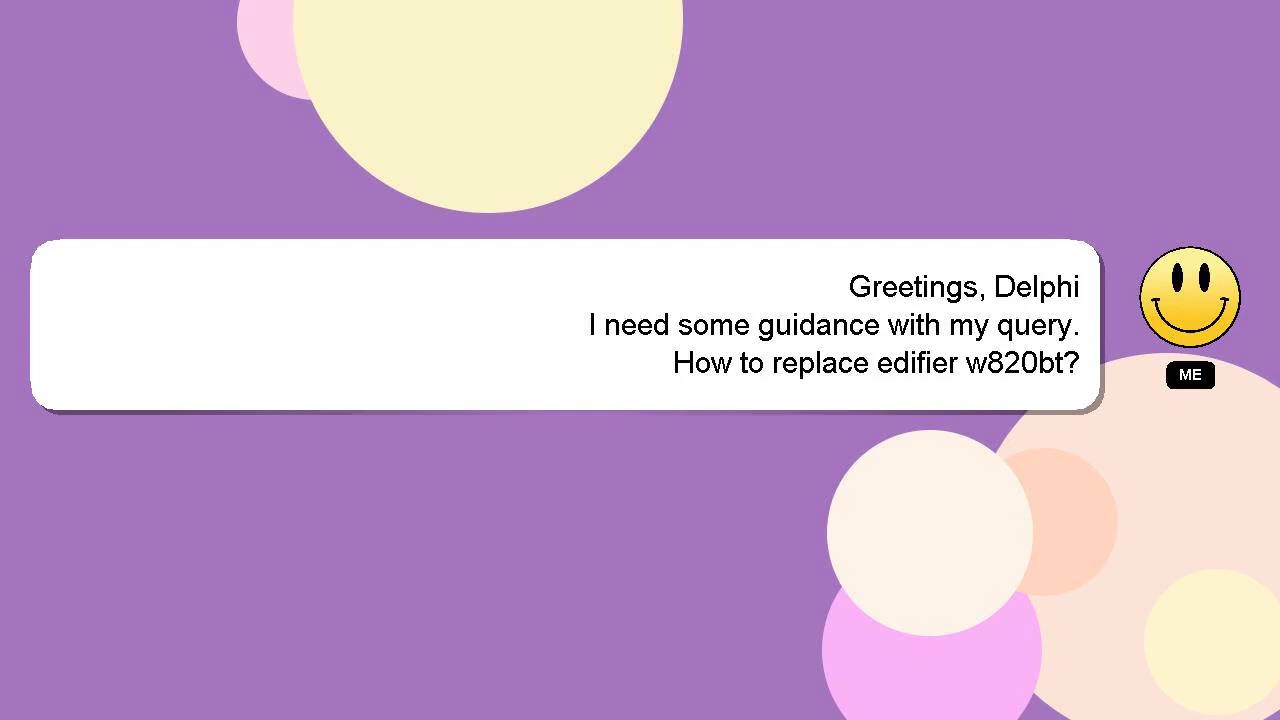 Greetings, Delphi
I need some guidance with my query.
How to replace edifier w820bt?
ME